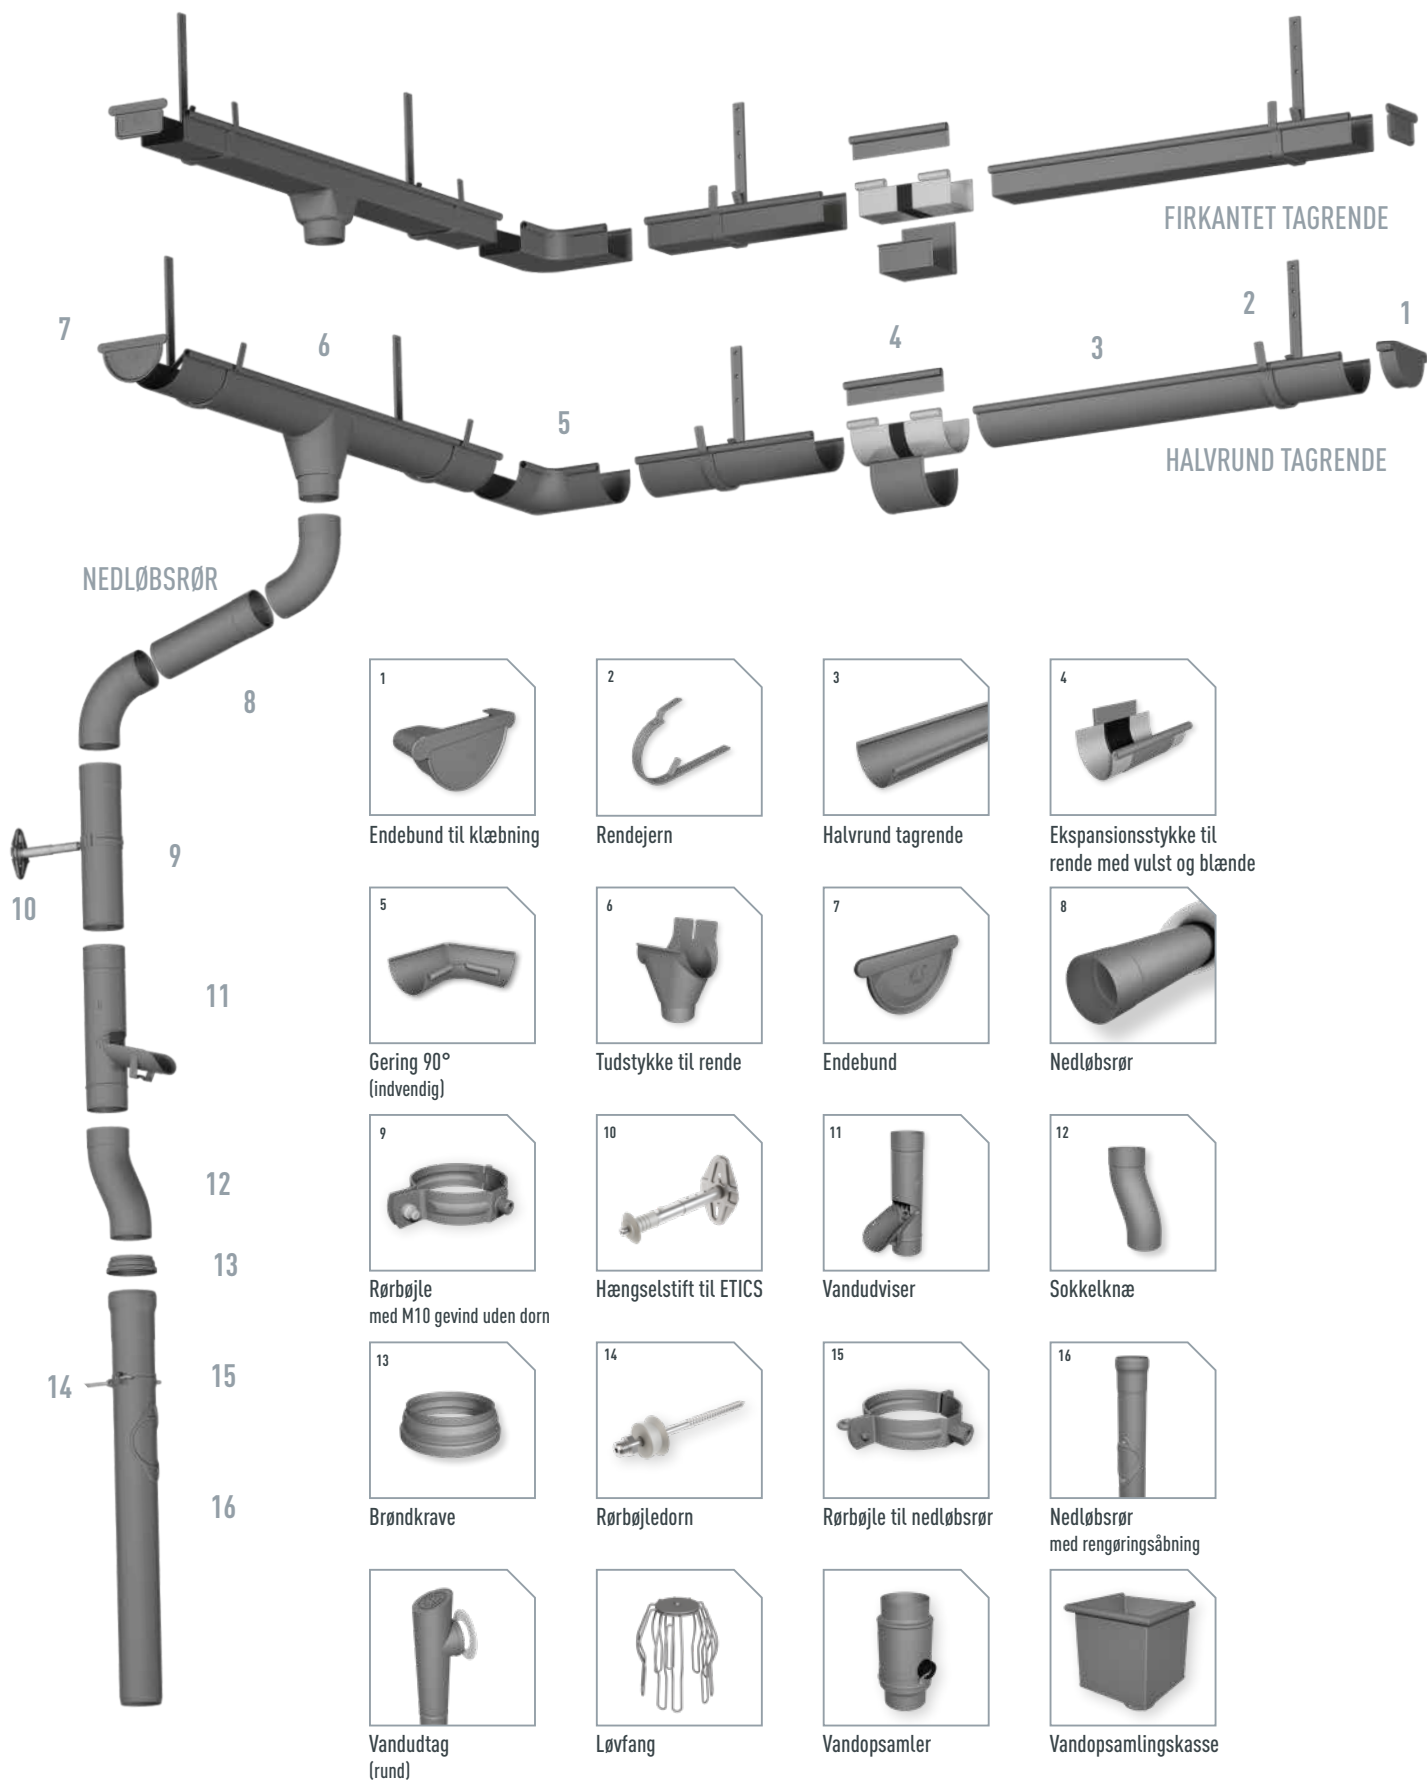 FIRKANTET TAGRENDE
7
6
5
4
3
2
1
HALVRUND TAGRENDE
NEDLØBSRØR
8
9
10
11
12
13
14
15
16
1
Endebund til klæbning
2
Rendejern
3
Halvrund tagrende
4
Ekspansionsstykke til
rende med vulst og blænde
5
Gering 90°
(indvendig)
6
Tudstykke til rende
7
Endebund
8
Nedløbsrør
9
Rørbøjle
med M10 gevind uden dorn
10
Hængselstift til ETICS
11
Vandudviser
12
Sokkelknæ
13
Brøndkrave
14
Rørbøjledorn
15
Rørbøjle til nedløbsrør
16
Nedløbsrør
med rengøringsåbning
Vandudtag
(rund)
Løvfang
Vandopsamler
Vandopsamlingskasse